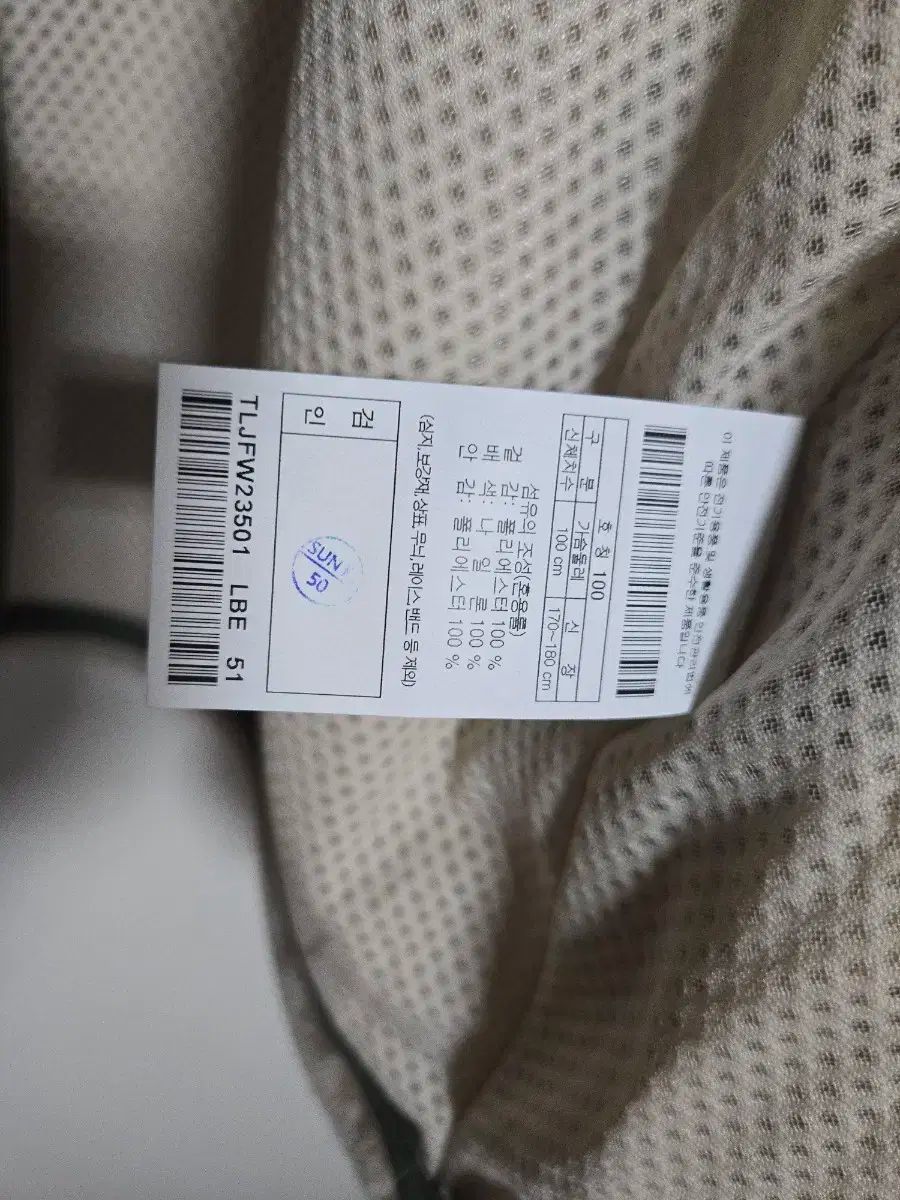 이 제품은 전기용품 및 생활용품 안전관리법에
따른 안전기준을 준수한 제품입니다
호 칭 100
구 분 가슴둘레 신 장
신체치수 100 cm 170~180 cm
섬유의 조성(혼용률)
겉 감: 폴리에스터 100 %
배 색: 나 일 론 100 %
안 감: 폴리에스터 100 %
(심지,보강재,상표,무늬,레이스,밴드 등 제외)
검 인
SUN
50
TLJFW23501 LBE 51